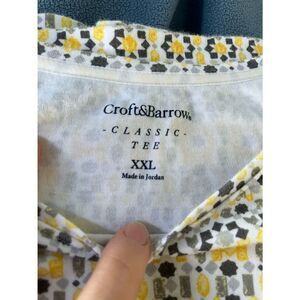 Croft&Barrow®
- CLASSIC -
TEE
XXL
Made in Jordan